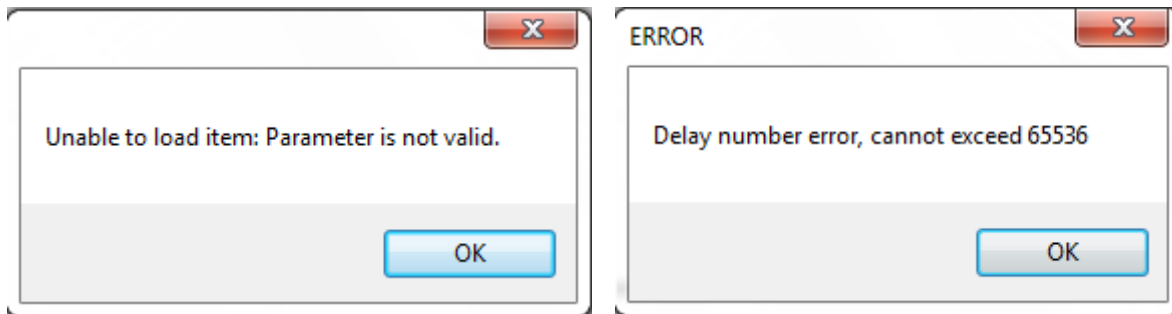 Unable to load item: Parameter is not valid.
OK
ERROR
Delay number error, cannot exceed 65536
OK